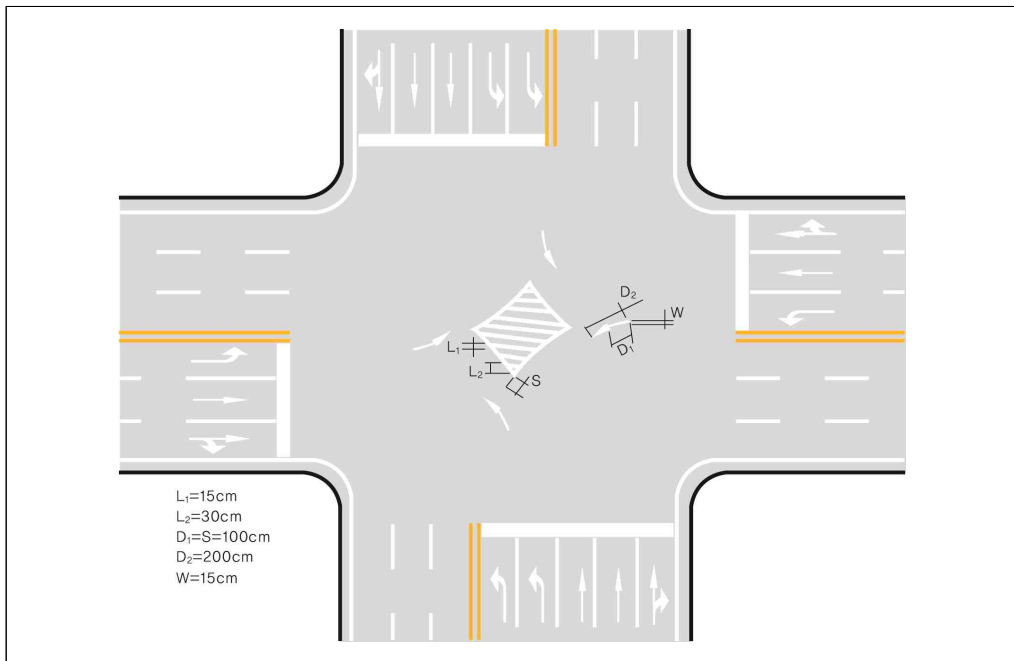 D₂
W
L₁
D₁
L₂
S
L₁=15cm
L₂=30cm
D₁=S=100cm
D₂=200cm
W=15cm